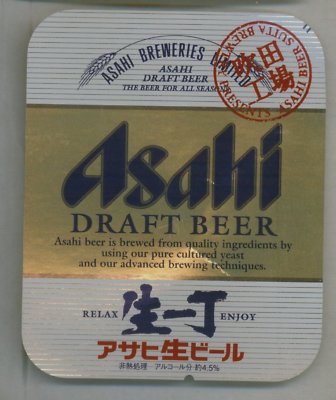 ASAHI BREWERIES LIMITED
ASAHI
DRAFT BEER
THE BEER FOR ALL SEASONS
吹田
工場
ASAHI BEER SUITA BREWERY PRESENTS
Asahi
DRAFT BEER
Asahi beer is brewed from quality ingredients by
using our pure cultured yeast
and our advanced brewing techniques.
RELAX 生一丁 ENJOY
アサヒ生ビール
非熱処理 アルコール分 約4.5%